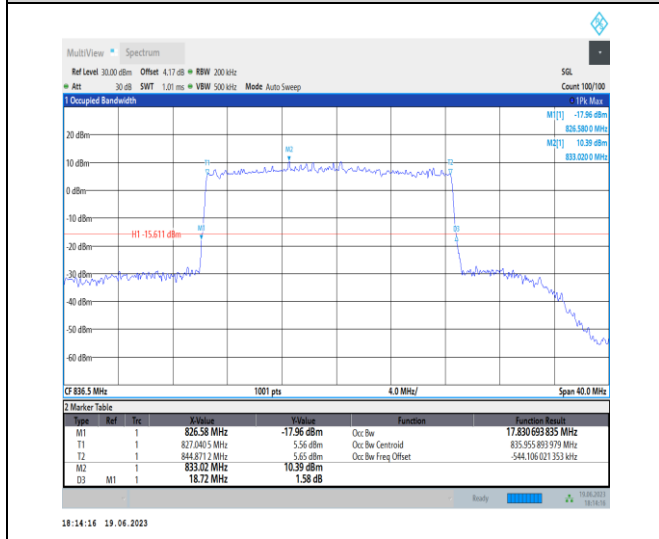 MultiView Spectrum
Ref Level 30.00 dBm Offset 4.17 dB RBW 200 kHz SGL
Att 30 dB SWT 1.01 ms VBW 500 kHz Mode Auto Sweep Count 100/100
1 Occupied Bandwidth 1Pk Max
M1[1] -17.96 dBm
826.580 0 MHz
M2[1] 10.39 dBm
833.020 0 MHz
20 dBm
M2
10 dBm
T1 T2
0 dBm
-10 dBm
M1 D3
H1 -15.611 dBm
-20 dBm
-30 dBm
-40 dBm
-50 dBm
-60 dBm
CF 836.5 MHz 1001 pts 4.0 MHz/ Span 40.0 MHz
2 Marker Table
Type Ref Trc X-Value Y-Value Function Function Result
M1 1 826.58 MHz -17.96 dBm Occ Bw 17.830 693 835 MHz
T1 1 827.040 5 MHz 5.56 dBm Occ Bw Centroid 835.955 893 979 MHz
T2 1 844.871 2 MHz 5.65 dBm Occ Bw Freq Offset -544.106 021 353 kHz
M2 1 833.02 MHz 10.39 dBm
D3 M1 1 18.72 MHz 1.58 dB
Ready 19.06.2023
18:14:16
18:14:16 19.06.2023